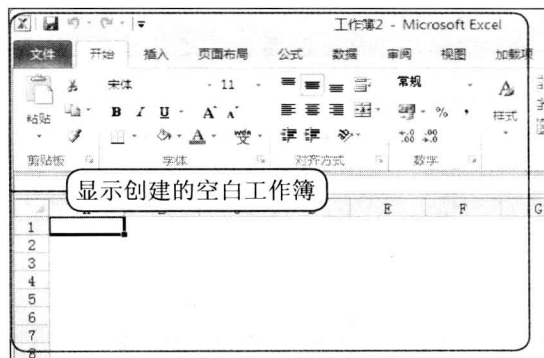 工作簿2 - Microsoft Excel
文件 开始 插入 页面布局 公式 数据 审阅 视图 加载项
宋体 11 常规
粘贴 B I U A A % , 样式
A 文
剪贴板 字体 对齐方式 数字
显示创建的空白工作簿
E F G
1
2
3
4
5
6
7
8